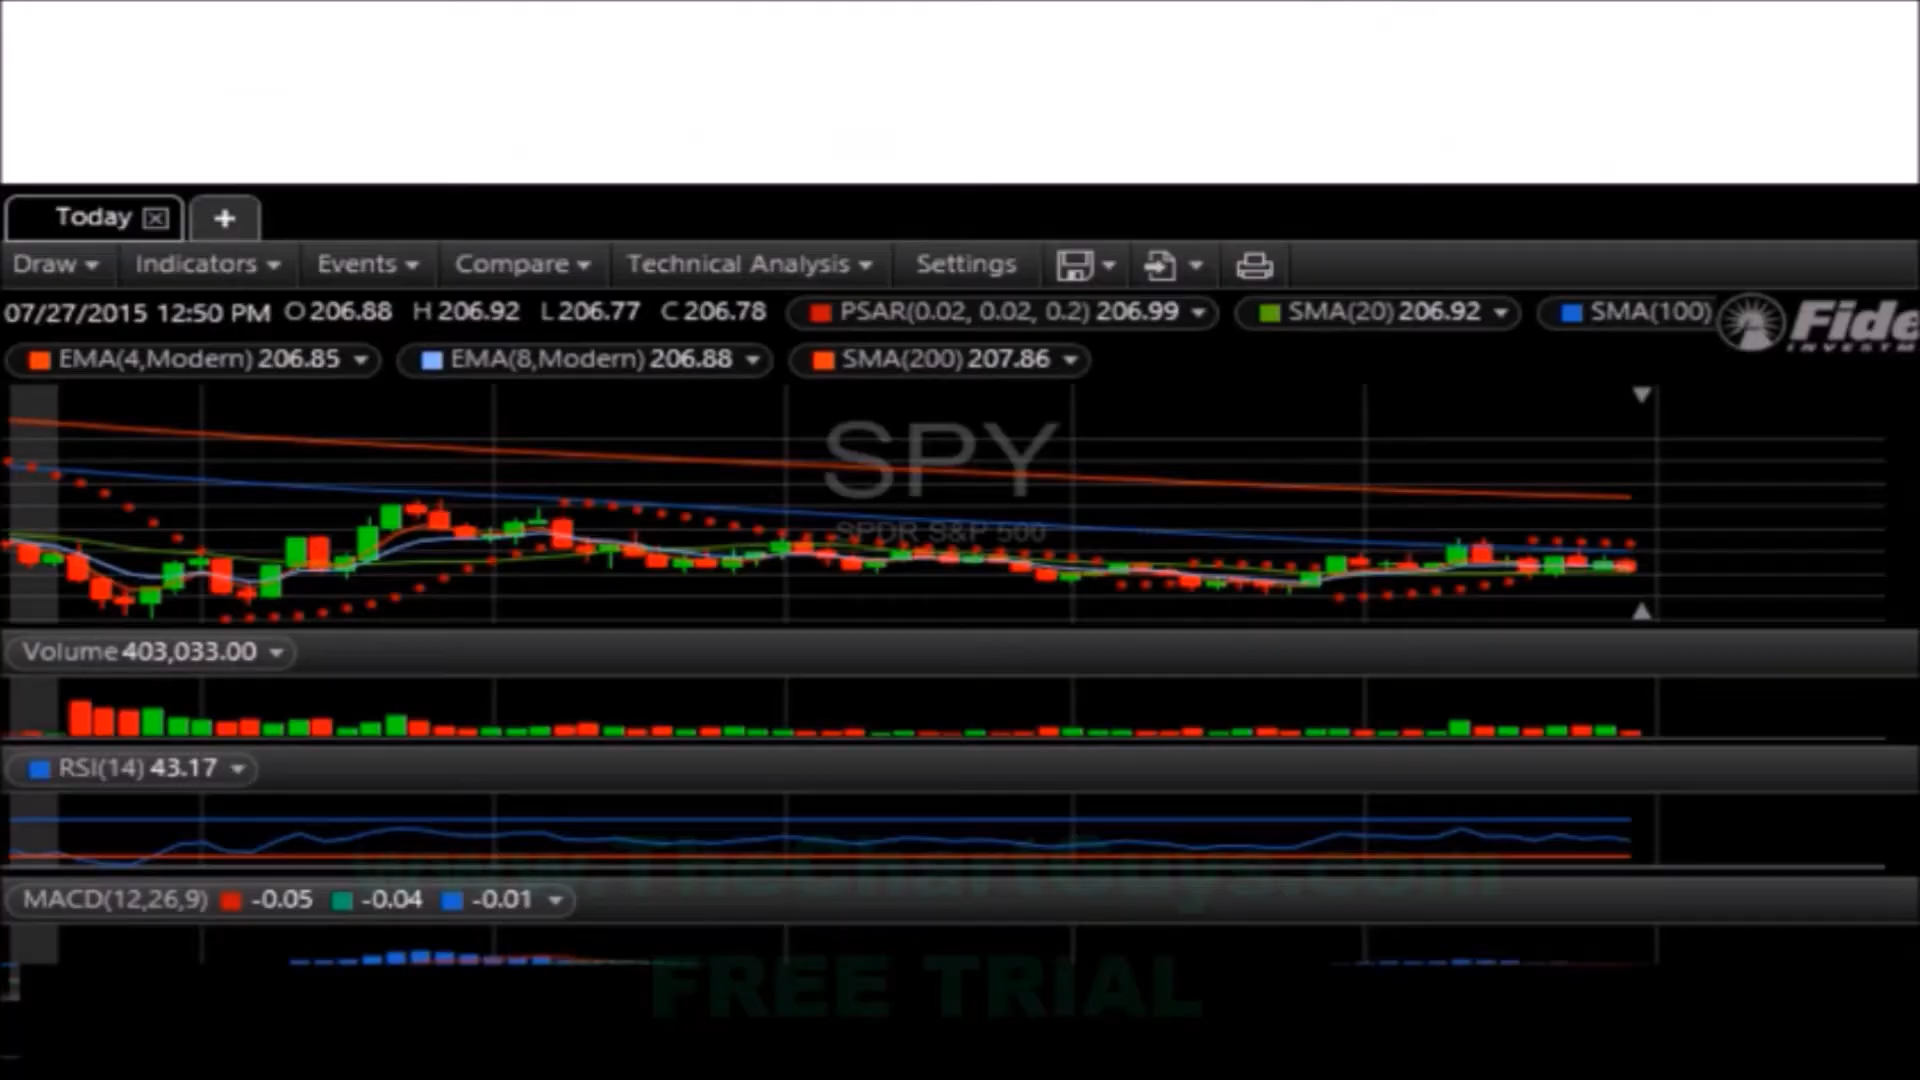 Today
+
Draw Indicators Events Compare Technical Analysis Settings
07/27/2015 12:50 PM O 206.88 H 206.92 L 206.77 C 206.78 PSAR(0.02, 0.02, 0.2) 206.99 SMA(20) 206.92 SMA(100) Fide
INVESTM
EMA(4,Modern) 206.85 EMA(8,Modern) 206.88 SMA(200) 207.86
SPY
SPDR S&P 500
Volume 403,033.00
RSI(14) 43.17
MACD(12,26,9) -0.05 -0.04 -0.01
FREE TRIAL